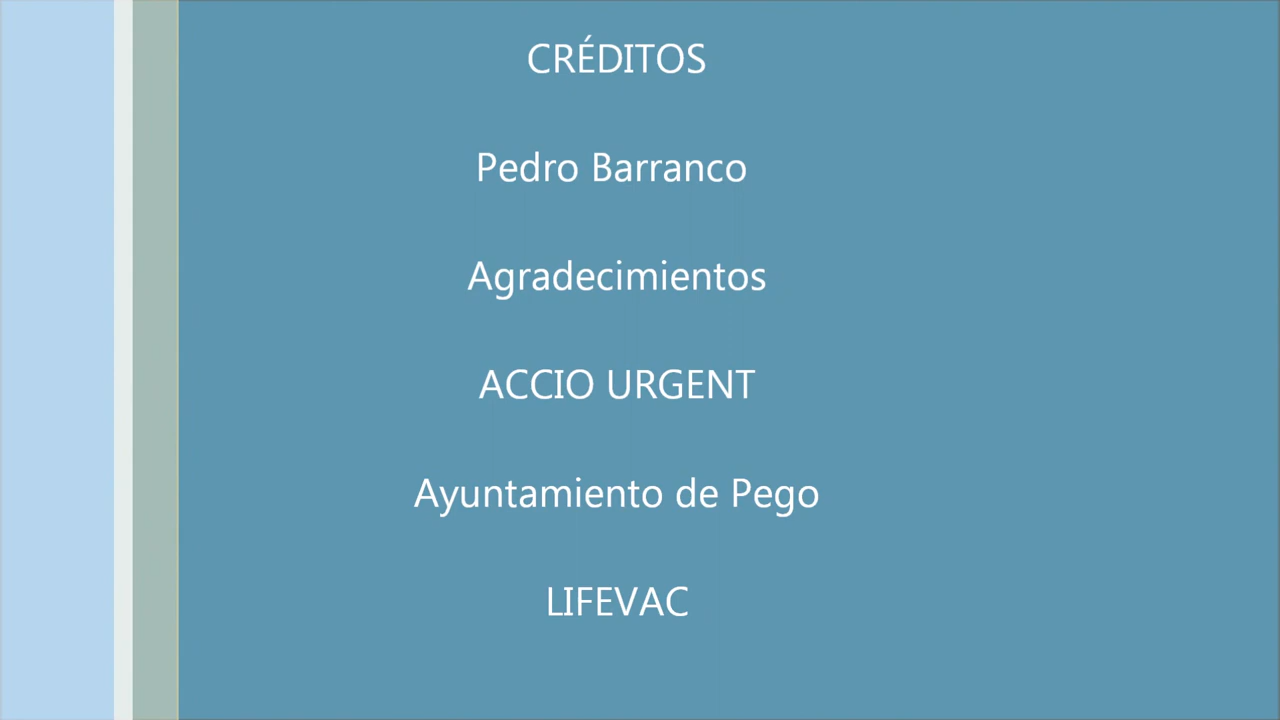 CRÉDITOS
Pedro Barranco
Agradecimientos
ACCIO URGENT
Ayuntamiento de Pego
LIFEVAC